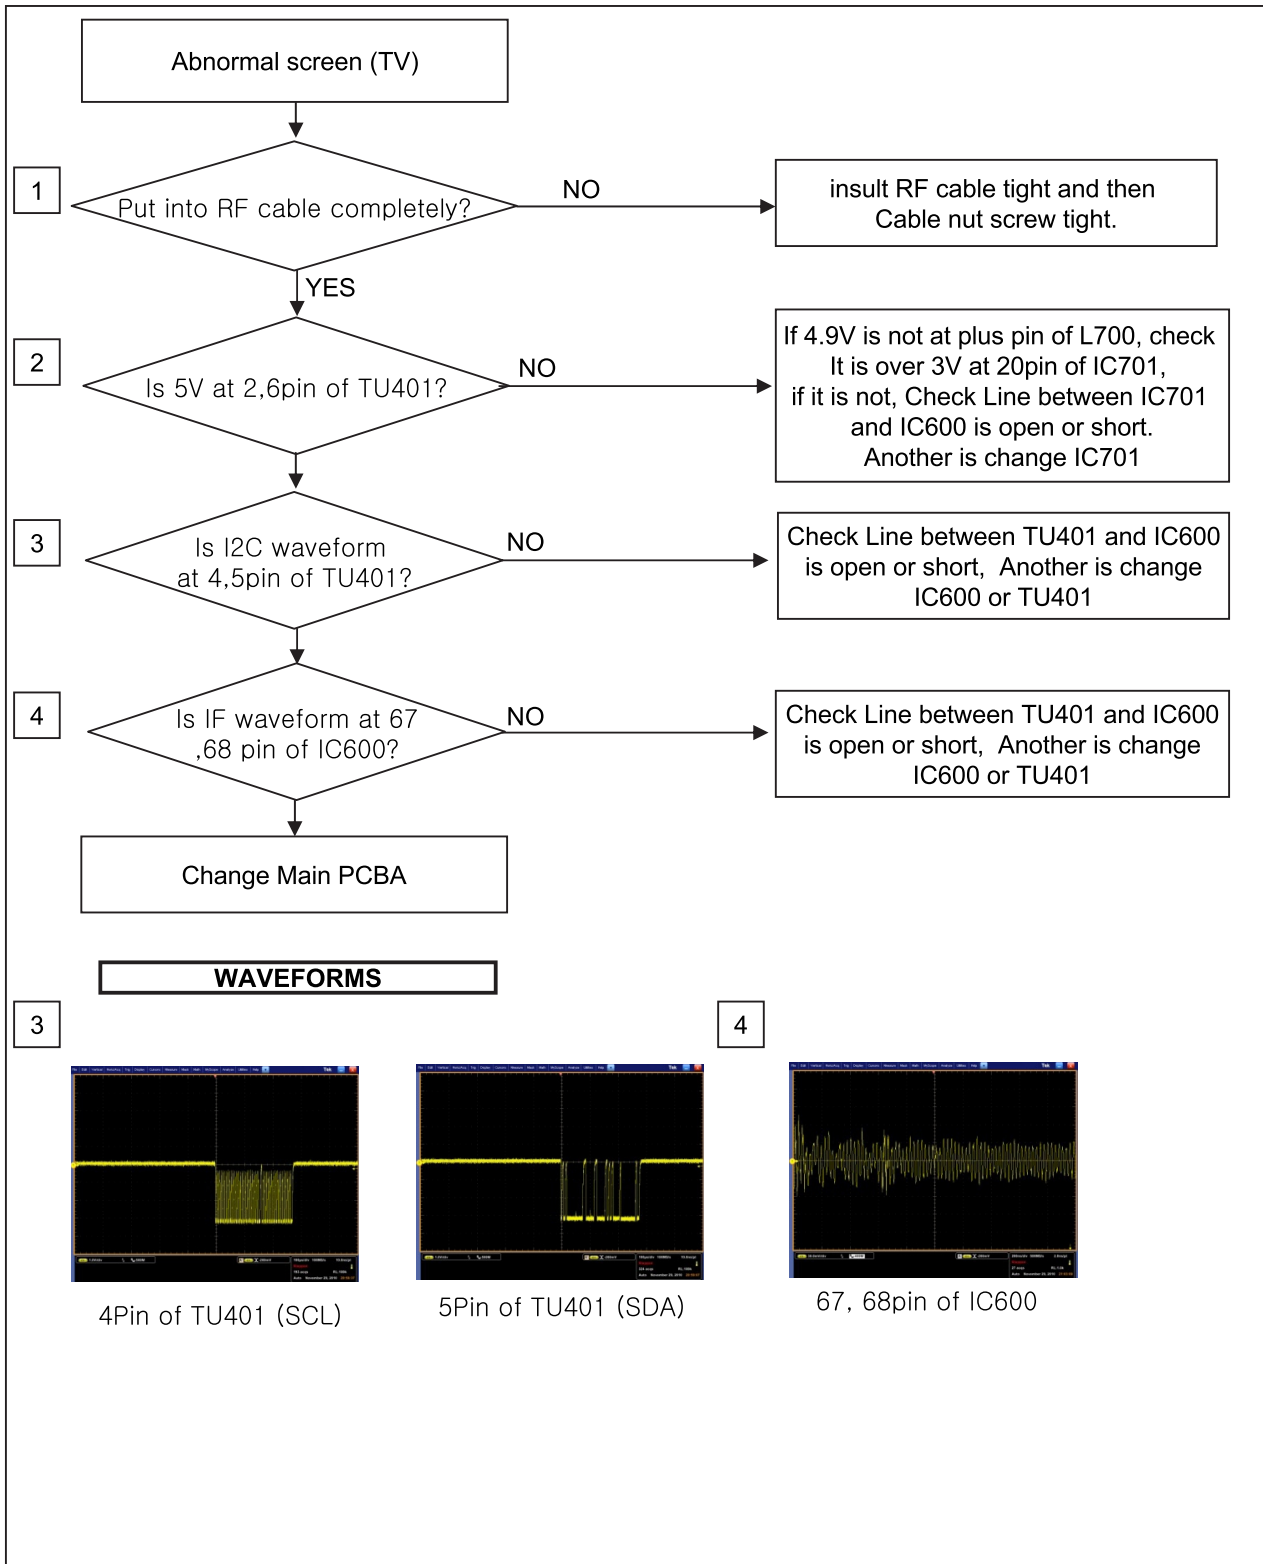 Abnormal screen (TV)
1
Put into RF cable completely?
NO
insult RF cable tight and then
Cable nut screw tight.
YES
2
Is 5V at 2,6pin of TU401?
NO
If 4.9V is not at plus pin of L700, check
It is over 3V at 20pin of IC701,
if it is not, Check Line between IC701
and IC600 is open or short.
Another is change IC701
3
Is I2C waveform
at 4,5pin of TU401?
NO
Check Line between TU401 and IC600
is open or short, Another is change
IC600 or TU401
4
Is IF waveform at 67
,68 pin of IC600?
NO
Check Line between TU401 and IC600
is open or short, Another is change
IC600 or TU401
Change Main PCBA
WAVEFORMS
3
4
Tek
Tek
Tek
4Pin of TU401 (SCL)
5Pin of TU401 (SDA)
67, 68pin of IC600